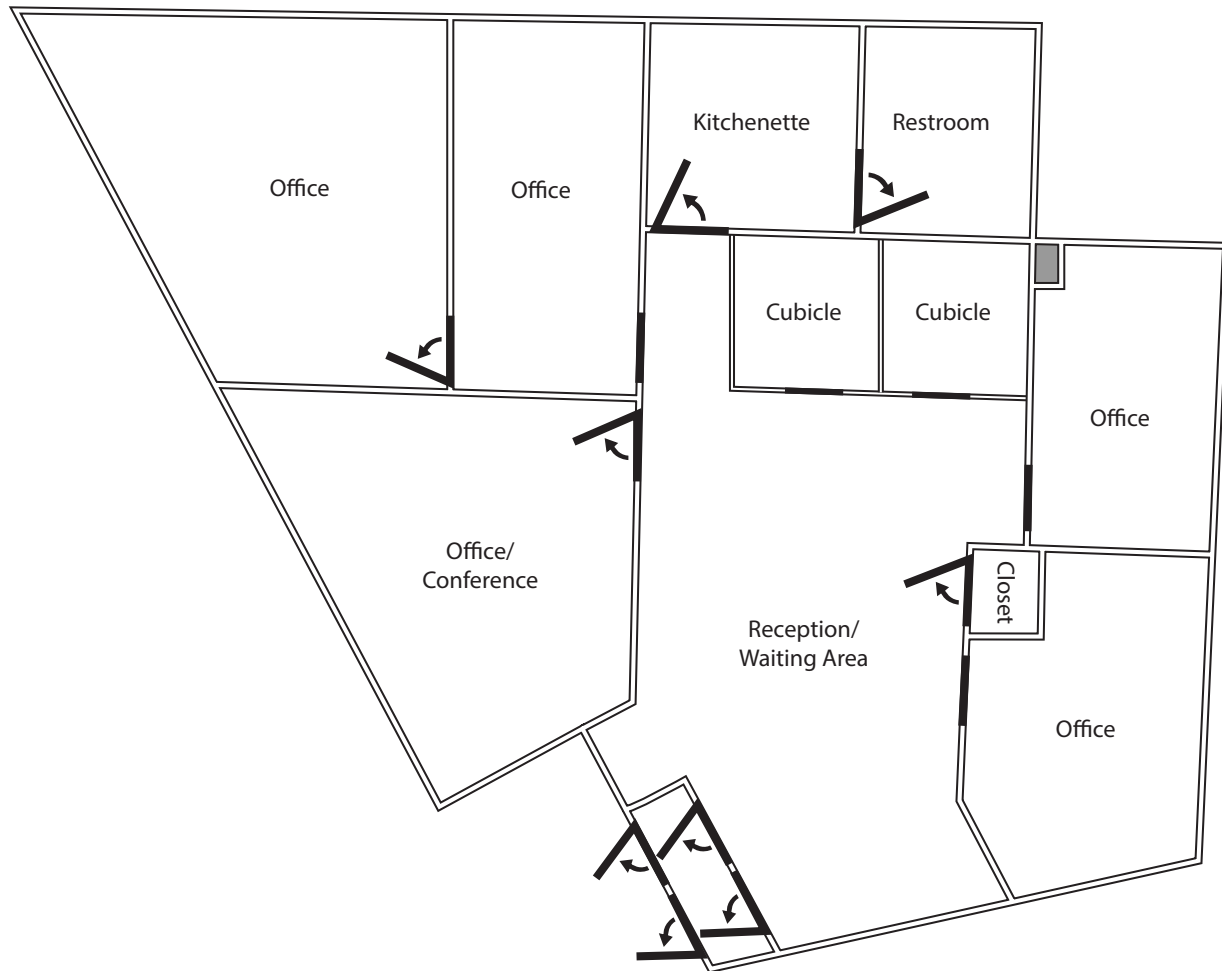 Kitchenette
Restroom
Office
Office
Cubicle
Cubicle
Office
Office/
Conference
Closet
Reception/
Waiting Area
Office